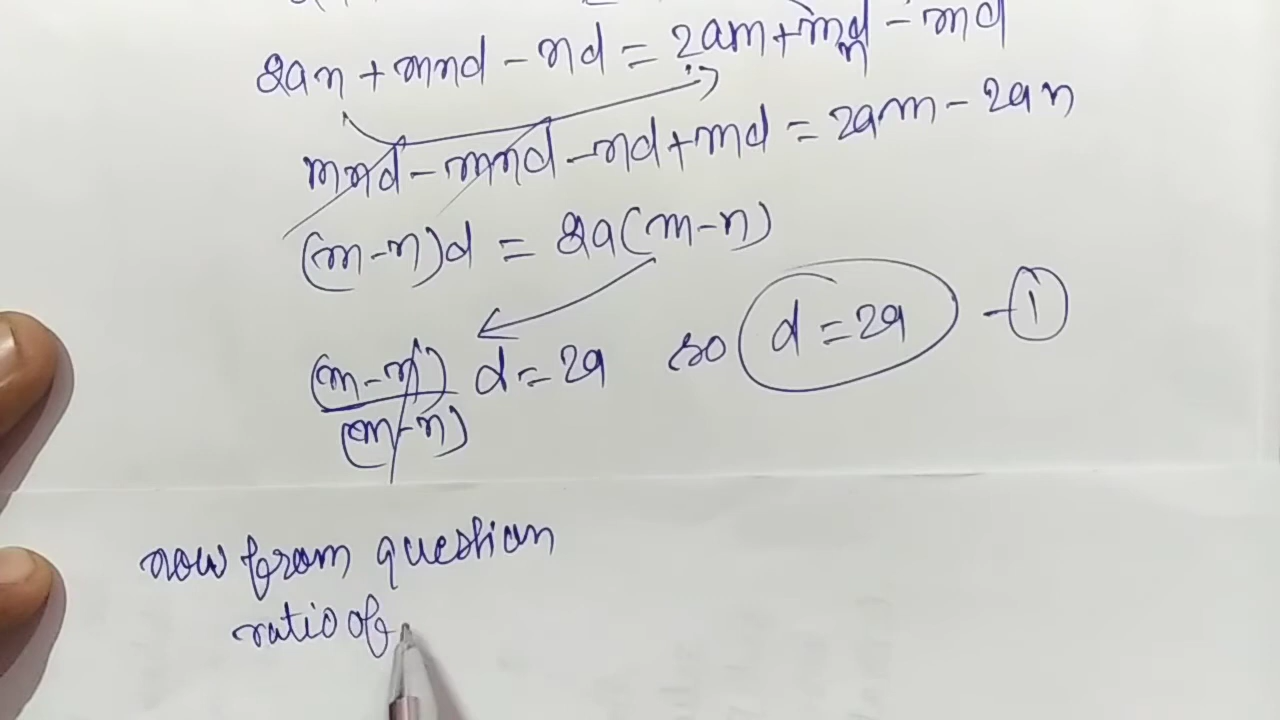 2an + mnd - nd = 2am + mnd - md
mnd - mnd - nd + md = 2am - 2an
(m-n)d = 2a(m-n)
(m-n)/(m-n) d = 2a so d = 2a - 1
now from question
ratio of